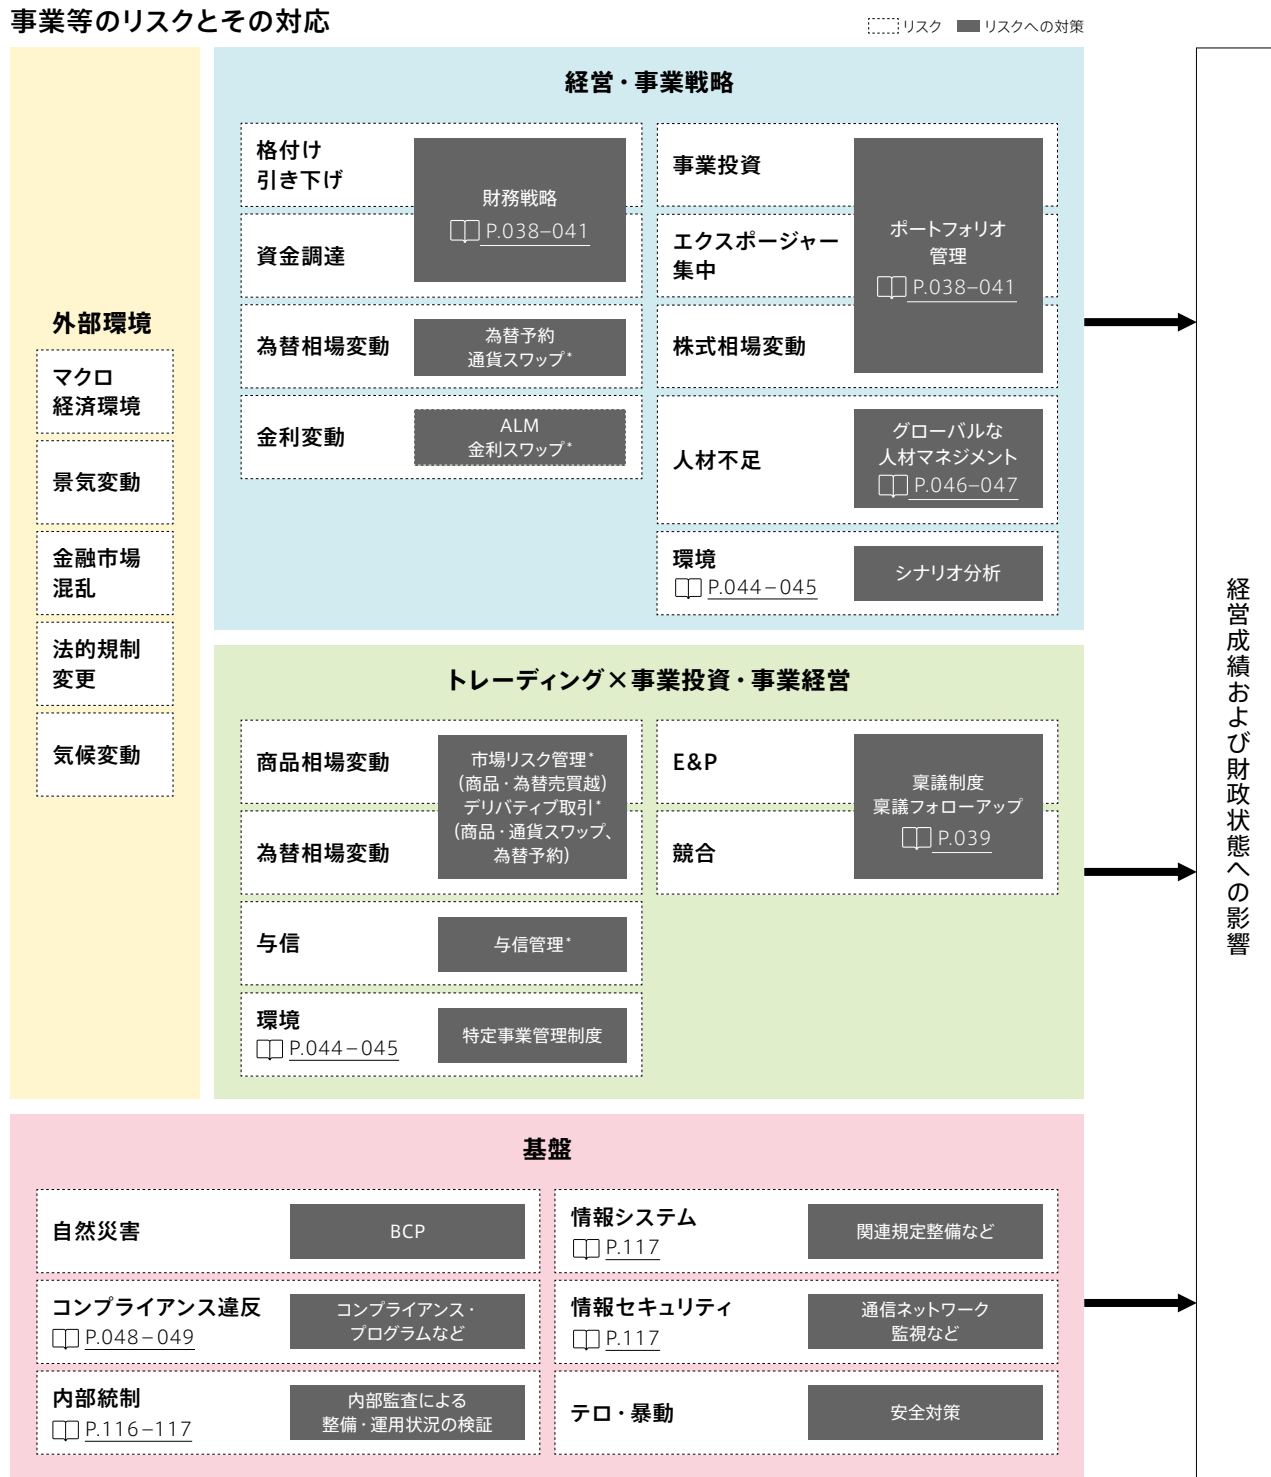 事業等のリスクとその対応
リスク
リスクへの対策
外部環境
マクロ
経済環境
景気変動
金融市場
混乱
法的規制
変更
気候変動
経営・事業戦略
格付け
引き下げ
資金調達
財務戦略
P.038–041
為替相場変動
為替予約
通貨スワップ*
金利変動
ALM
金利スワップ*
事業投資
エクスポージャー
集中
株式相場変動
ポートフォリオ
管理
P.038–041
人材不足
グローバルな
人材マネジメント
P.046–047
環境
P.044–045
シナリオ分析
トレーディング×事業投資・事業経営
商品相場変動
為替相場変動
市場リスク管理*
(商品・為替売買越)
デリバティブ取引*
(商品・通貨スワップ、
為替予約)
与信
与信管理*
環境
P.044–045
特定事業管理制度
E&P
競合
稟議制度
稟議フォローアップ
P.039
基盤
自然災害
BCP
コンプライアンス違反
P.048–049
コンプライアンス・
プログラムなど
内部統制
P.116–117
内部監査による
整備・運用状況の検証
情報システム
P.117
関連規定整備など
情報セキュリティ
P.117
通信ネットワーク
監視など
テロ・暴動
安全対策
経営成績および財政状態への影響